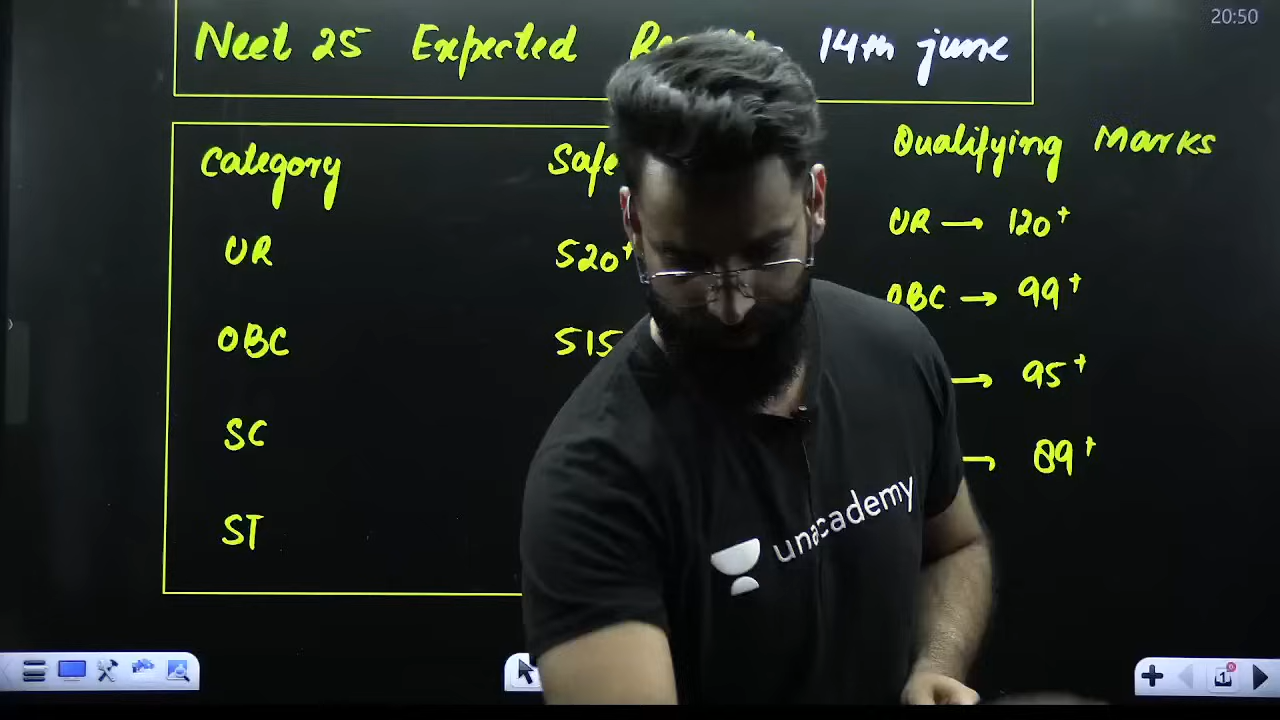 20:50
Neet 25 Expected 14th june
Category Safe
UR 520+
OBC 515
SC
ST
Qualifying Marks
UR → 120+
OBC → 99+
→ 95+
→ 89+
unacademy
1